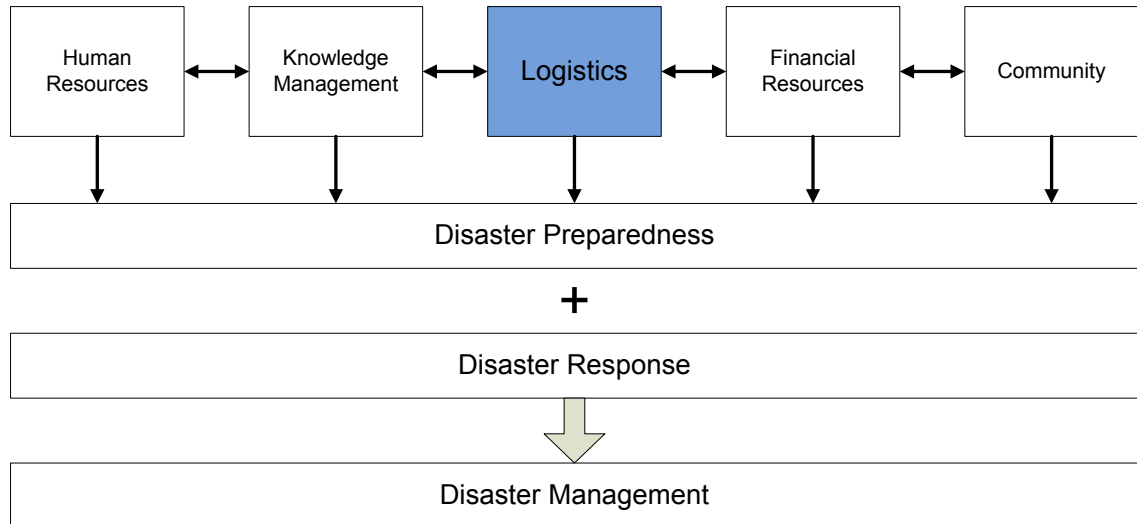 Human
Resources
Knowledge
Management
Logistics
Financial
Resources
Community
Disaster Preparedness
+
Disaster Response
Disaster Management